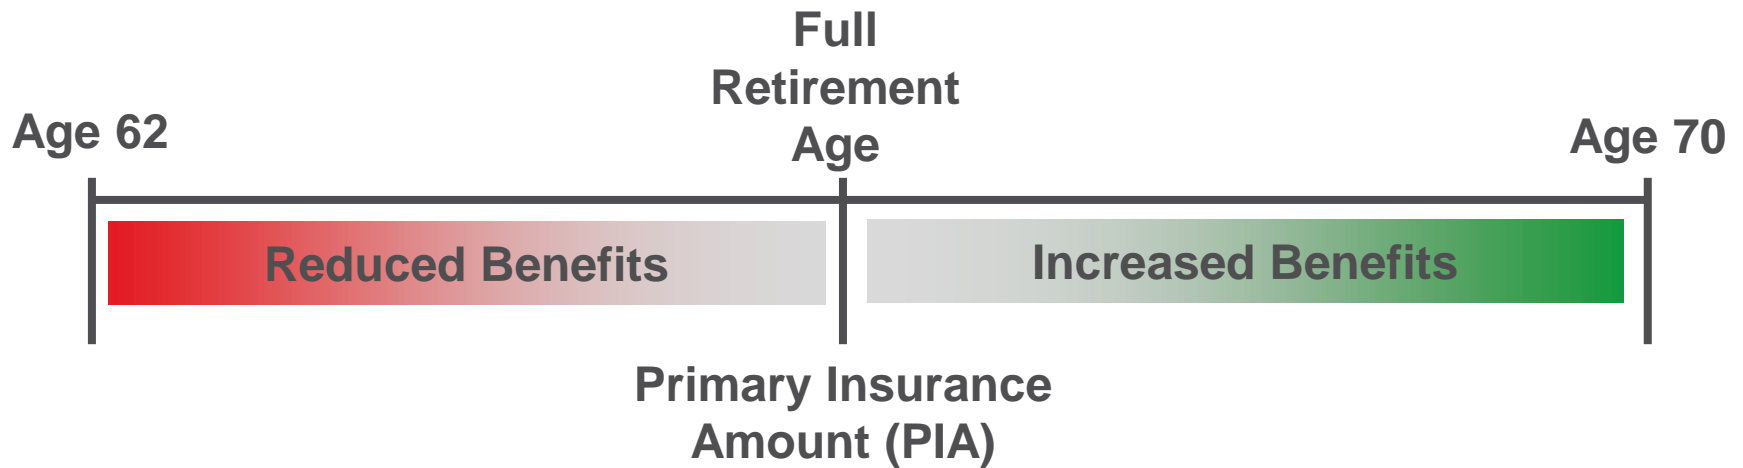 Full
Retirement
Age
Age 62
Age 70
Reduced Benefits
Increased Benefits
Primary Insurance
Amount (PIA)